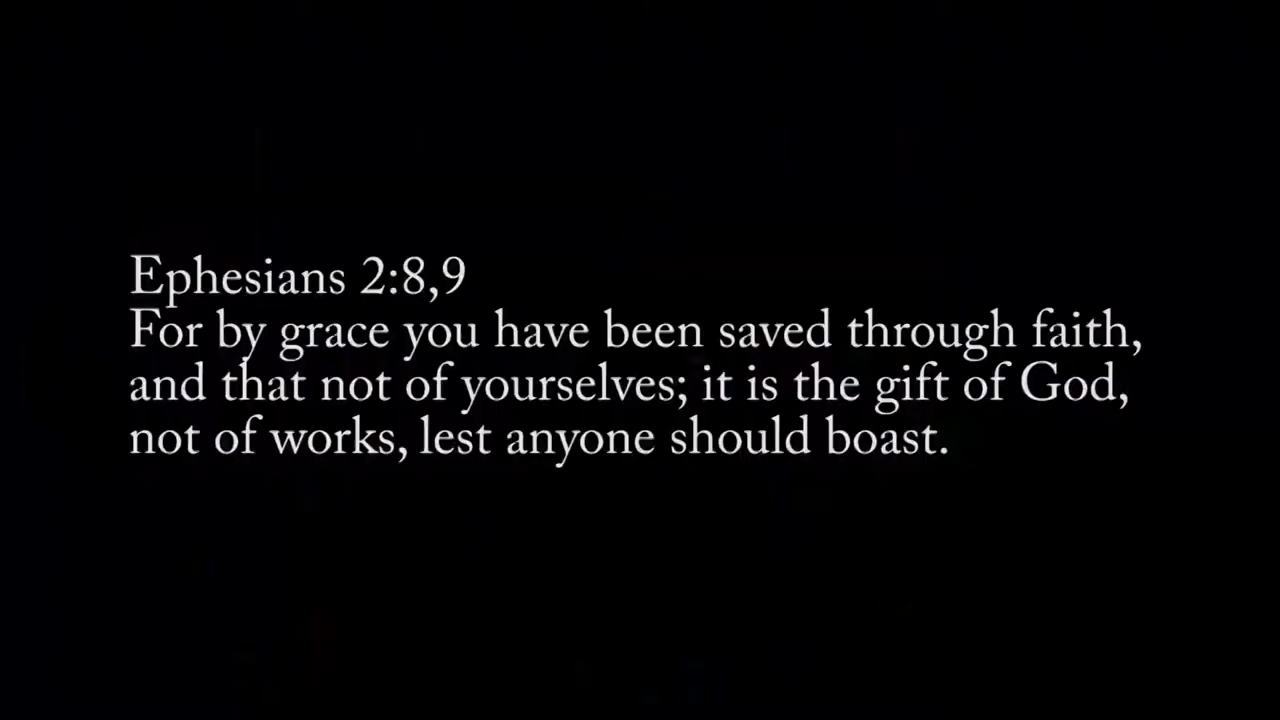 Ephesians 2:8,9
For by grace you have been saved through faith,
and that not of yourselves; it is the gift of God,
not of works, lest anyone should boast.